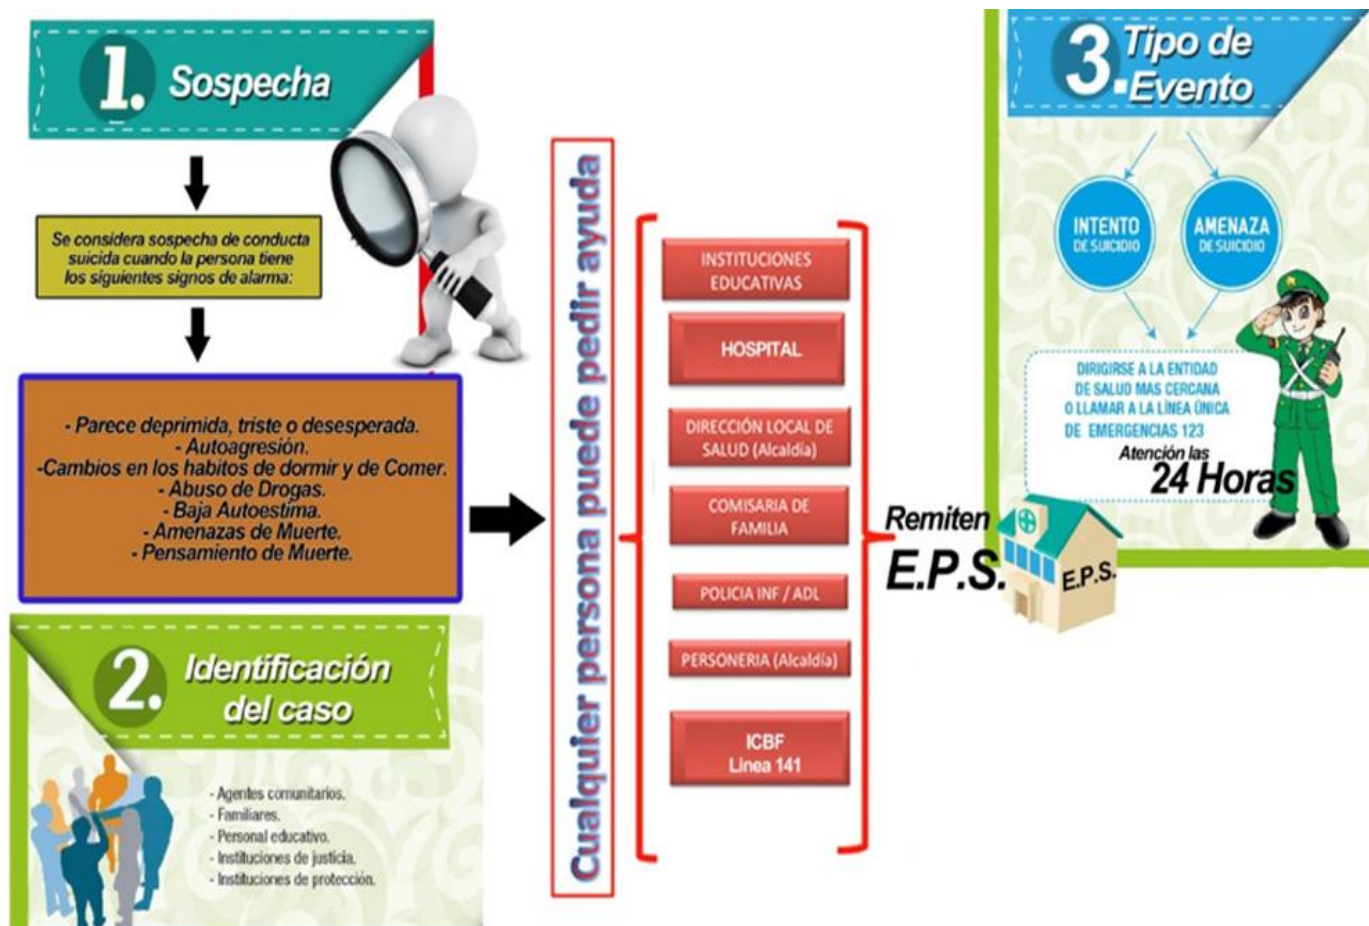 1. Sospecha
Se considera sospecha de conducta
suicida cuando la persona tiene
los siguientes signos de alarma:
- Parece deprimida, triste o desesperada.
- Autoagresión.
-Cambios en los habitos de dormir y de Comer.
- Abuso de Drogas.
- Baja Autoestima.
- Amenazas de Muerte.
- Pensamiento de Muerte.
2. Identificación
del caso
- Agentes comunitarios.
- Familiares.
- Personal educativo.
- Instituciones de justicia.
- Instituciones de protección.
Cualquier persona puede pedir ayuda
INSTITUCIONES
EDUCATIVAS
HOSPITAL
DIRECCIÓN LOCAL DE
SALUD (Alcaldía)
COMISARIA DE
FAMILIA
POLICIA INF / ADL
PERSONERIA (Alcaldía)
ICBF
Linea 141
Remiten
E.P.S.
E.P.S.
3. Tipo de
Evento
INTENTO
DE SUICIDIO
AMENAZA
DE SUICIDIO
DIRIGIRSE A LA ENTIDAD
DE SALUD MAS CERCANA
O LLAMAR A LA LÍNEA ÚNICA
DE EMERGENCIAS 123
Atención las
24 Horas